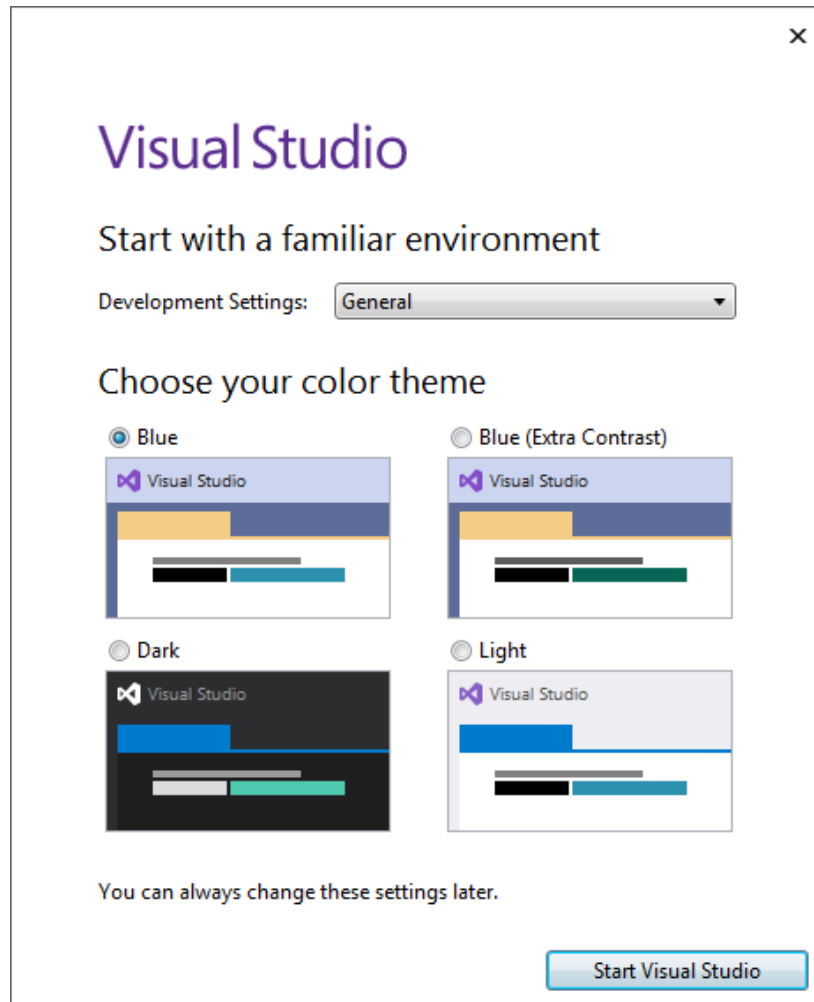 Visual Studio
Start with a familiar environment
Development Settings: General
Choose your color theme
Blue
Blue (Extra Contrast)
Visual Studio
Visual Studio
Dark
Light
Visual Studio
Visual Studio
You can always change these settings later.
Start Visual Studio